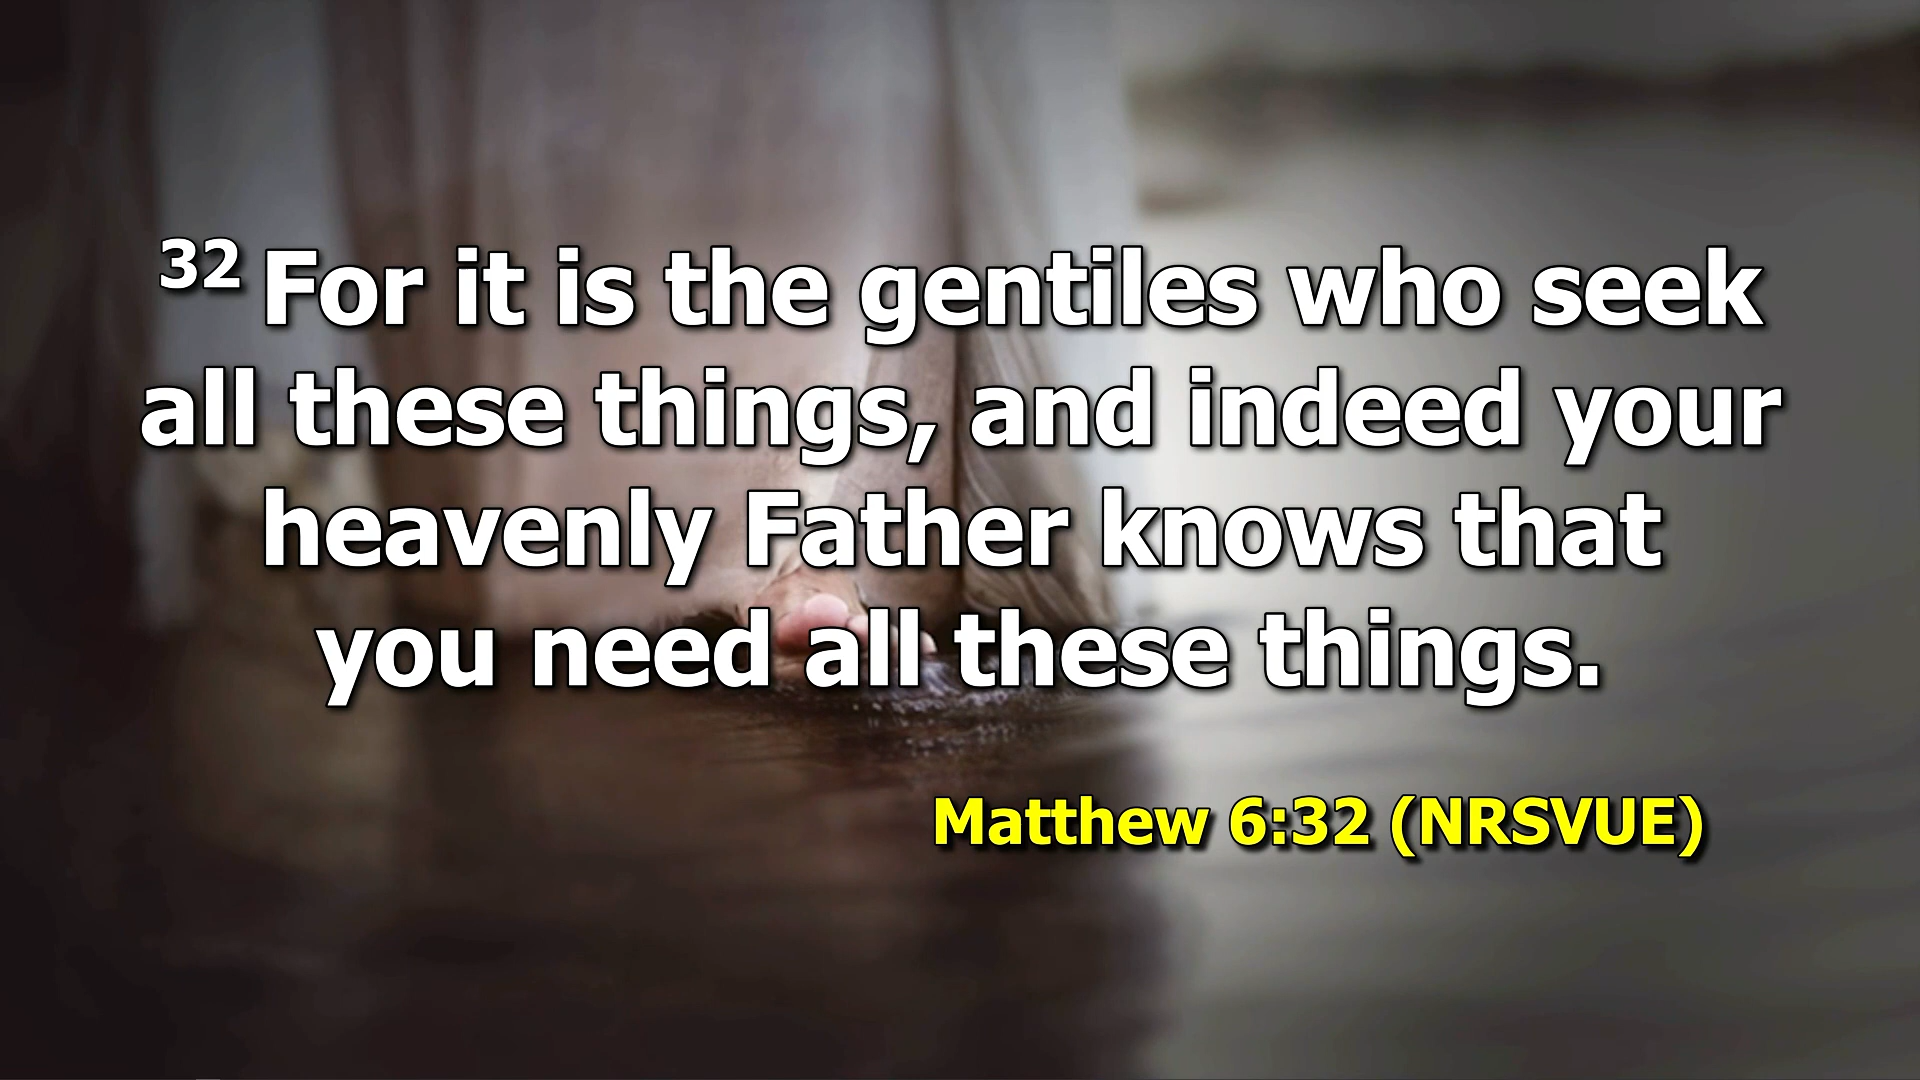 32 For it is the gentiles who seek
all these things, and indeed your
heavenly Father knows that
you need all these things.
Matthew 6:32 (NRSVUE)